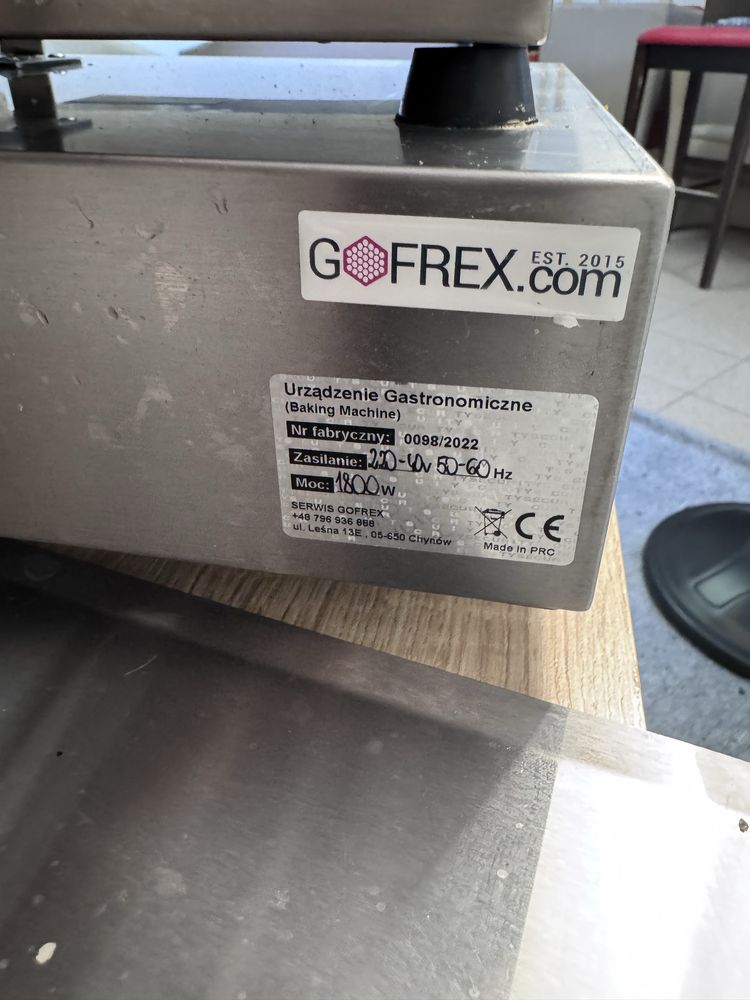 GOFREX.com
EST. 2015
Urządzenie Gastronomiczne
(Baking Machine)
Nr fabryczny: 0098/2022
Zasilanie: 220-40V 50-60 Hz
Moc: 1800 W
SERWIS GOFREX
+48 796 936 888
ul. Leśna 13E , 05-650 Chynów
CE
Made in PRC